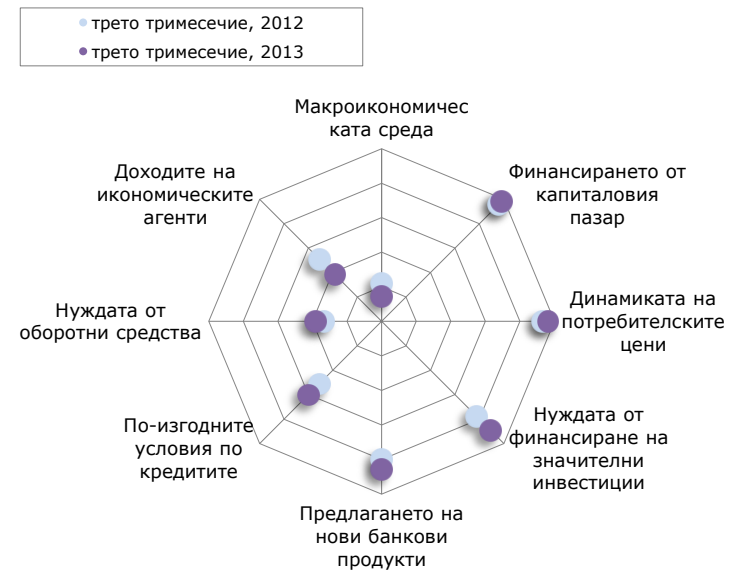 трето тримесечие, 2012
трето тримесечие, 2013
Макроикономичес
ката среда
Финансирането от
капиталовия
пазар
Динамиката на
потребителските
цени
Нуждата от
финансиране на
значителни
инвестиции
Предлагането на
нови банкови
продукти
По-изгодните
условия по
кредитите
Нуждата от
оборотни средства
Доходите на
икономическите
агенти